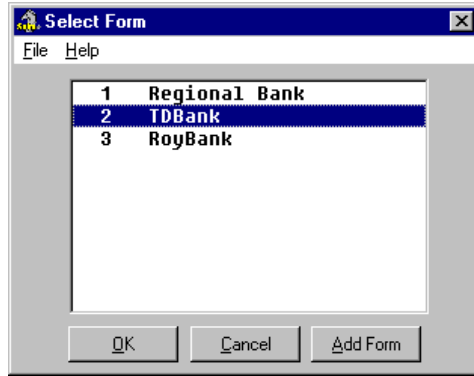 Select Form
File Help
1 Regional Bank
2 TDBank
3 RoyBank
OK Cancel Add Form